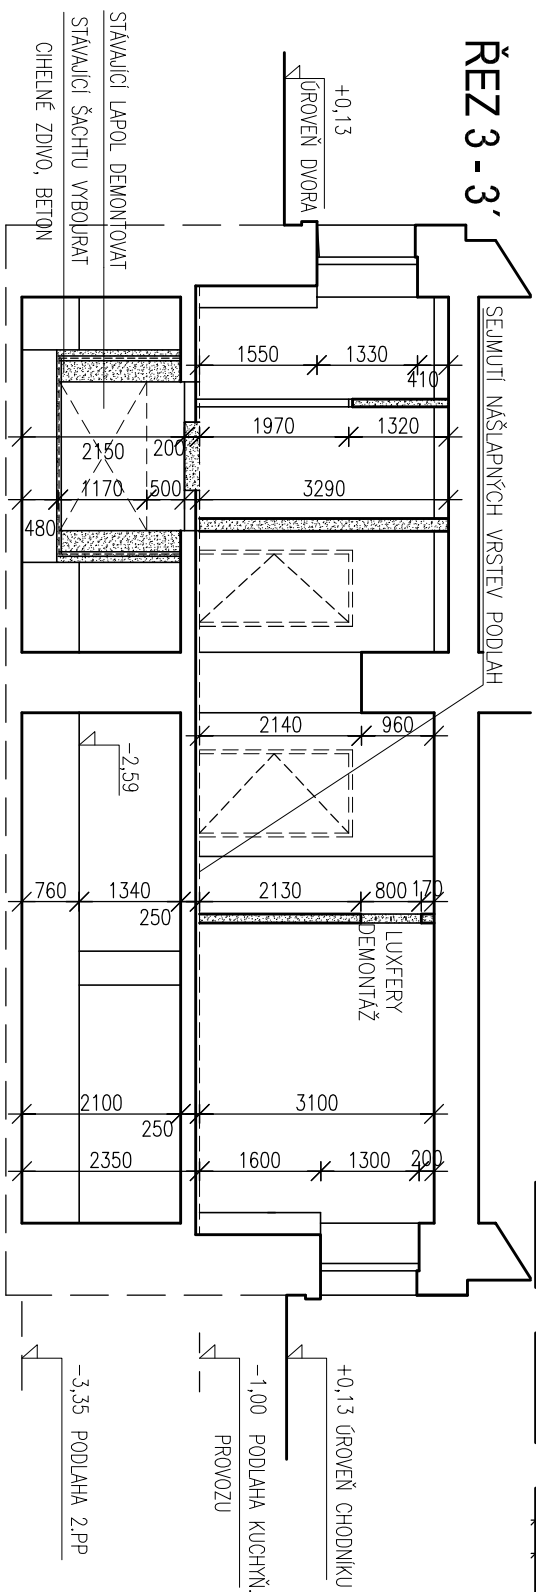 ŘEZ 3 - 3´
+0,13
ÚROVEŇ DVORA
SEJMUTÍ NÁŠLAPNÝCH VRSTEV PODLAH
STÁVAJÍCÍ LAPOL DEMONTOVAT
STÁVAJÍCÍ ŠACHTU VYBOURAT
CIHELNÉ ZDIVO, BETON
1550
1330
410
2150
200
1970
1320
480
1170
500
3290
2140
960
-2,59
760
1340
250
2130
800
170
LUXFERY
DEMONTÁŽ
2100
250
3100
2350
1600
1300
200
+0,13 ÚROVEŇ CHODNÍKU
-1,00 PODLAHA KUCHYŇ.
PROVOZU
-3,35 PODLAHA 2.PP